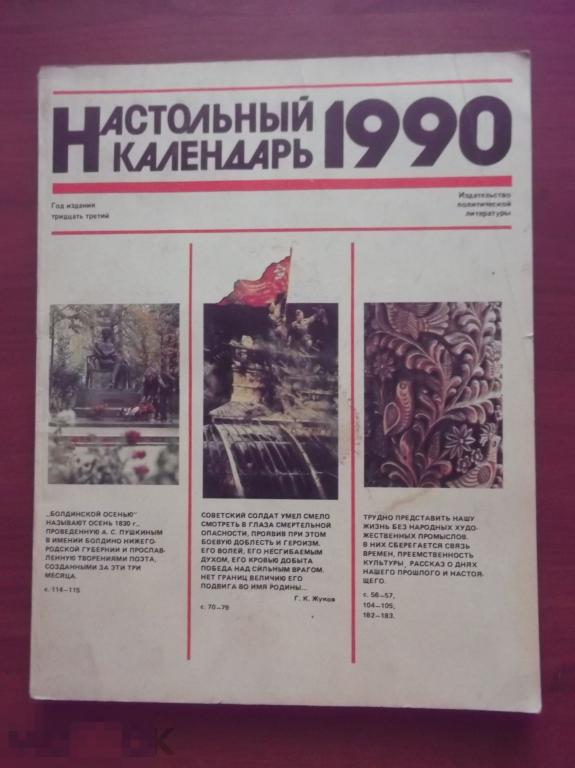 НАСТОЛЬНЫЙ
КАЛЕНДАРЬ 1990
Год издания
тридцать третий
Издательство
политической
литературы
„БОЛДИНСКОЙ ОСЕНЬЮ"
НАЗЫВАЮТ ОСЕНЬ 1830 г.,
ПРОВЕДЕННУЮ А. С. ПУШКИНЫМ
В ИМЕНИИ БОЛДИНО НИЖЕГО-
РОДСКОЙ ГУБЕРНИИ И ПРОСЛАВ-
ЛЕННУЮ ТВОРЕНИЯМИ ПОЭТА,
СОЗДАННЫМИ ЗА ЭТИ ТРИ
МЕСЯЦА.
с. 114—115
СОВЕТСКИЙ СОЛДАТ УМЕЛ СМЕЛО
СМОТРЕТЬ В ГЛАЗА СМЕРТЕЛЬНОЙ
ОПАСНОСТИ, ПРОЯВИВ ПРИ ЭТОМ
БОЕВУЮ ДОБЛЕСТЬ И ГЕРОИЗМ.
ЕГО ВОЛЕЙ, ЕГО НЕСГИБАЕМЫМ
ДУХОМ, ЕГО КРОВЬЮ ДОБЫТА
ПОБЕДА НАД СИЛЬНЫМ ВРАГОМ.
НЕТ ГРАНИЦ ВЕЛИЧИЮ ЕГО
ПОДВИГА ВО ИМЯ РОДИНЫ...
Г. К. Жуков
с. 70—79
ТРУДНО ПРЕДСТАВИТЬ НАШУ
ЖИЗНЬ БЕЗ НАРОДНЫХ ХУДО-
ЖЕСТВЕННЫХ ПРОМЫСЛОВ.
В НИХ СБЕРЕГАЕТСЯ СВЯЗЬ
ВРЕМЕН, ПРЕЕМСТВЕННОСТЬ
КУЛЬТУРЫ, РАССКАЗ О ДНЯХ
НАШЕГО ПРОШЛОГО И НАСТОЯ-
ЩЕГО.
с. 56—57,
104—105,
182—183.